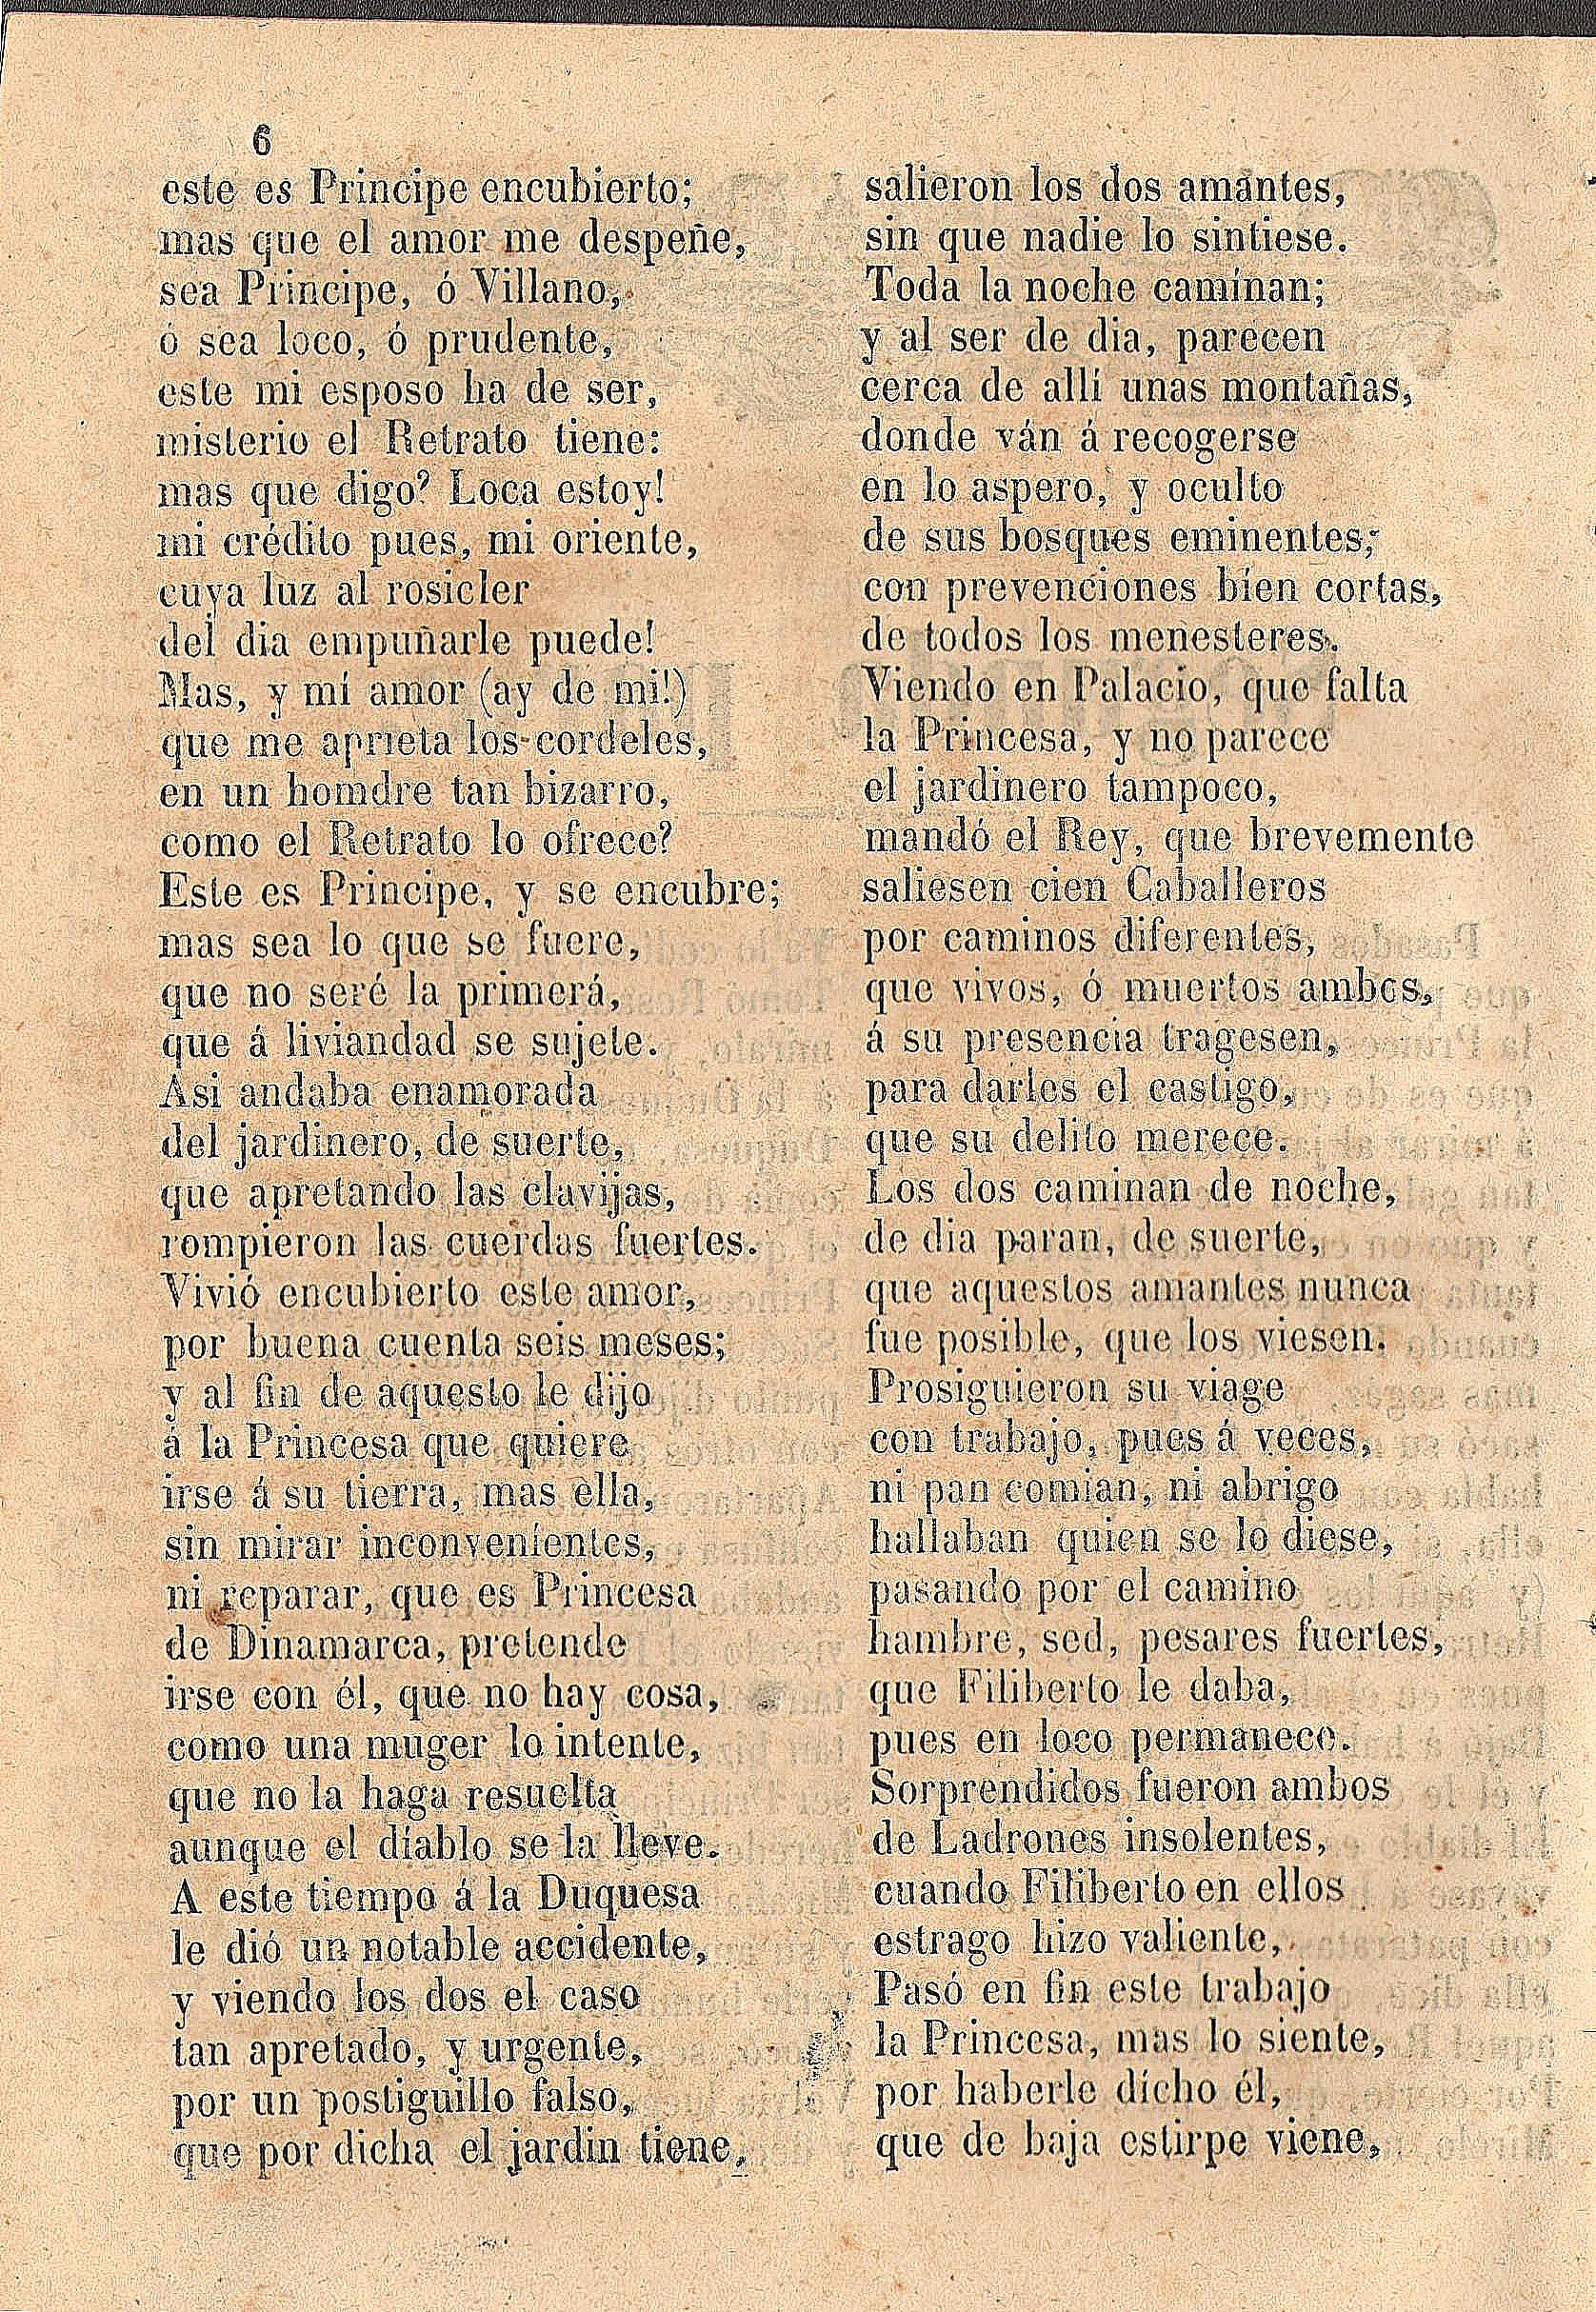 6
este es Principe encubierto;
mas que el amor me despeñe,
sea Principe, ó Villano,
ó sea loco, ó prudente,
este mi esposo ha de ser,
misterio el Retrato tiene:
mas que digo? Loca estoy!
mi crédito pues, mi oriente,
cuya luz al rosicler
del dia empuñarle puede!
Mas, y mí amor (ay de mi!)
que me aprieta los cordeles,
en un homdre tan bizarro,
como el Retrato lo ofrece?
Este es Principe, y se encubre;
mas sea lo que se fuere,
que no seré la primerá,
que á liviandad se sujete.
Asi andaba enamorada
del jardinero, de suerte,
que apretando las clavijas,
rompieron las cuerdas fuertes.
Vivió encubierto este amor,
por buena cuenta seis meses;
y al fin de aquesto le dijo
á la Princesa que quiere
irse á su tierra, mas ella,
sin mirar inconvenientes,
ni reparar, que es Princesa
de Dinamarca, pretende
irse con él, que no hay cosa,
como una muger lo intente,
que no la haga resuelta
aunque el diablo se la lleve.
A este tiempo á la Duquesa
le dió un notable accidente,
y viendo los dos el caso
tan apretado, y urgente,
por un postiguillo falso,
que por dicha el jardin tiene,
salieron los dos amantes,
sin que nadie lo sintiese.
Toda la noche camínan;
y al ser de dia, parecen
cerca de allí unas montañas,
donde ván á recogerse
en lo aspero, y oculto
de sus bosques eminentes;
con prevenciones bien cortas,
de todos los menesteres.
Viendo en Palacio, que falta
la Princesa, y no parece
el jardinero tampoco,
mandó el Rey, que brevemente
saliesen cien Caballeros
por caminos diferentes,
que vivos, ó muertos ambos,
á su presencia tragesen,
para darles el castigo,
que su delito merece.
Los dos caminan de noche,
de dia paran, de suerte,
que aquestos amantes nunca
fue posible, que los viesen.
Prosiguieron su viage
con trabajo, pues á veces,
ni pan comian, ni abrigo
hallaban quien se lo diese,
pasando por el camino
hambre, sed, pesares fuertes,
que Filiberto le daba,
pues en loco permanece.
Sorprendidos fueron ambos
de Ladrones insolentes,
cuando Filiberto en ellos
estrago hizo valiente,
Pasó en fin este trabajo
la Princesa, mas lo siente,
por haberle dicho él,
que de baja estirpe viene,